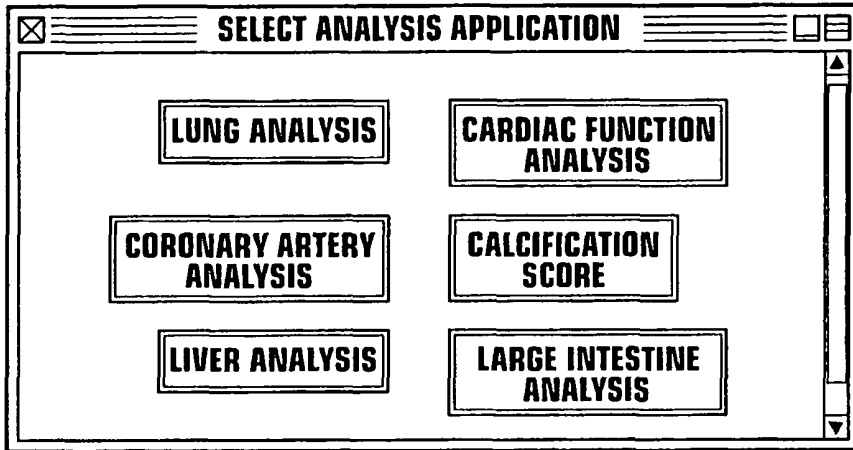 SELECT ANALYSIS APPLICATION
LUNG ANALYSIS
CARDIAC FUNCTION
ANALYSIS
CORONARY ARTERY
ANALYSIS
CALCIFICATION
SCORE
LIVER ANALYSIS
LARGE INTESTINE
ANALYSIS